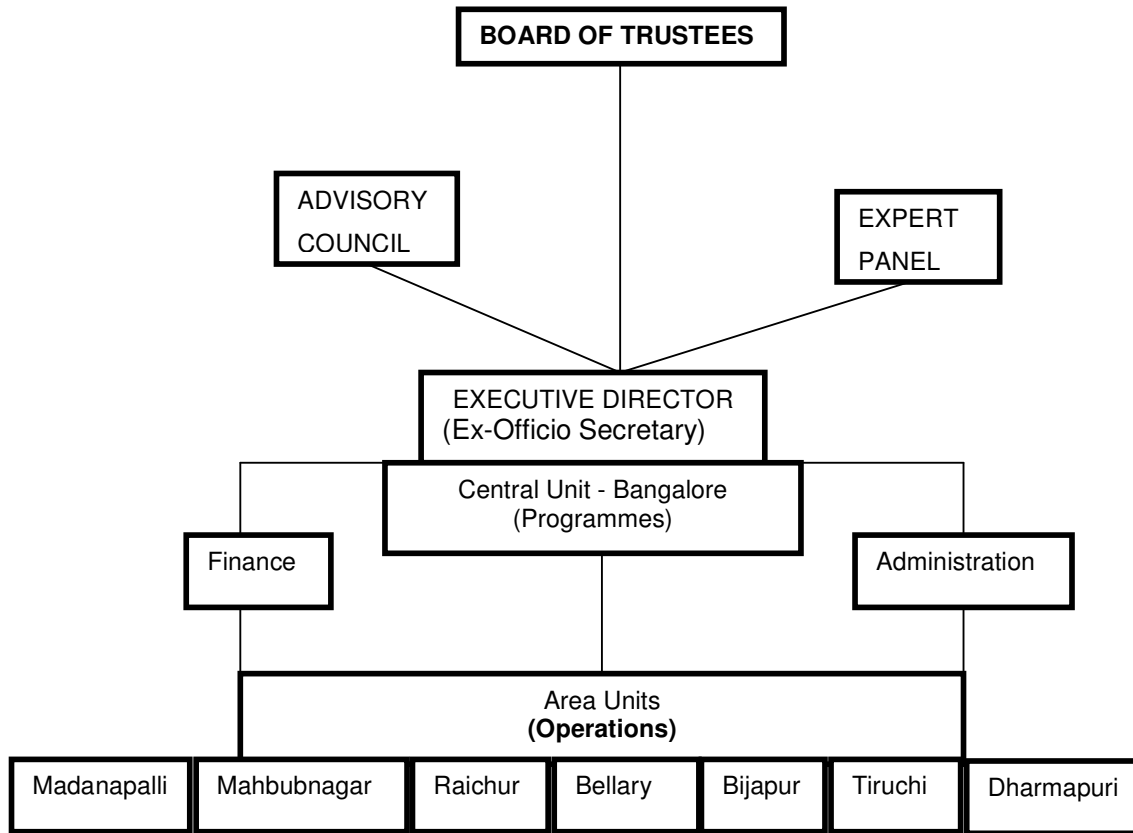 BOARD OF TRUSTEES
ADVISORY
COUNCIL
EXPERT
PANEL
EXECUTIVE DIRECTOR
(Ex-Officio Secretary)
Central Unit - Bangalore
(Programmes)
Finance
Administration
Area Units
(Operations)
Madanapalli
Mahbubnagar
Raichur
Bellary
Bijapur
Tiruchi
Dharmapuri